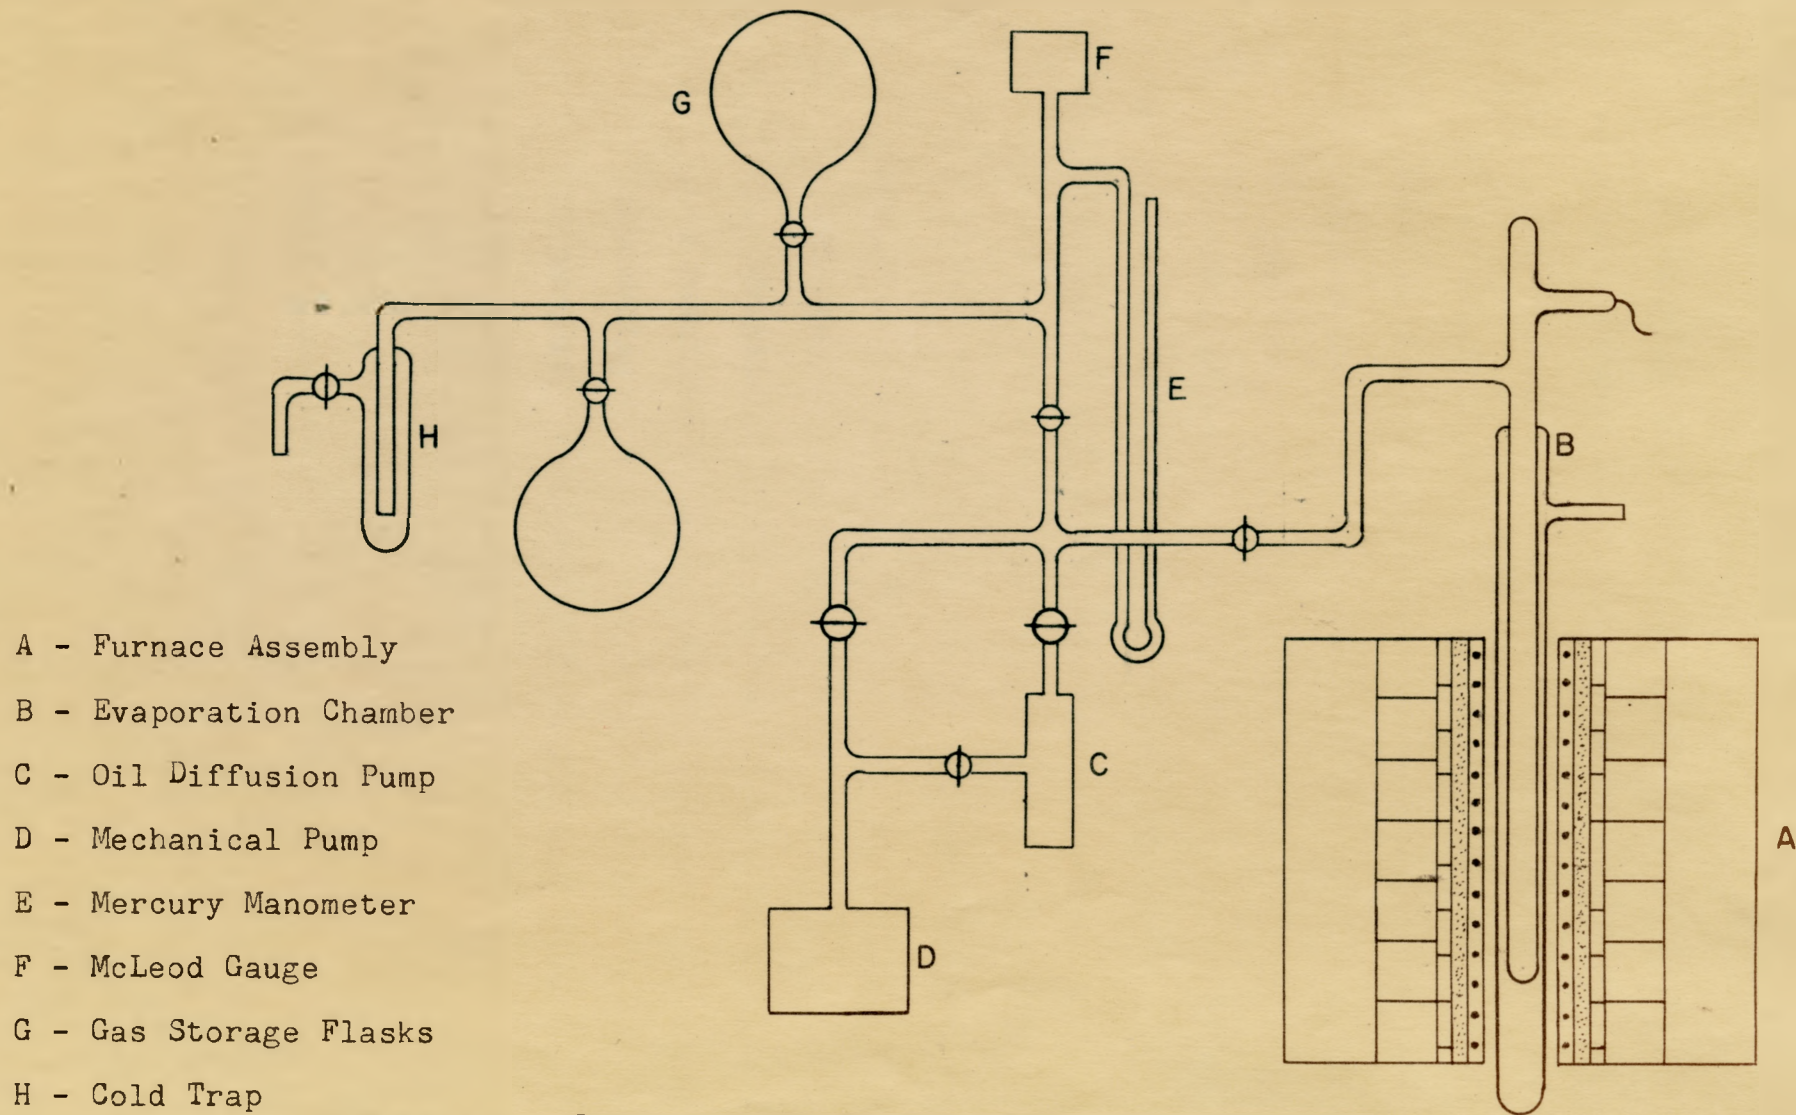 G
F
E
H
B
C
A
D
A - Furnace Assembly
B - Evaporation Chamber
C - Oil Diffusion Pump
D - Mechanical Pump
E - Mercury Manometer
F - McLeod Gauge
G - Gas Storage Flasks
H - Cold Trap